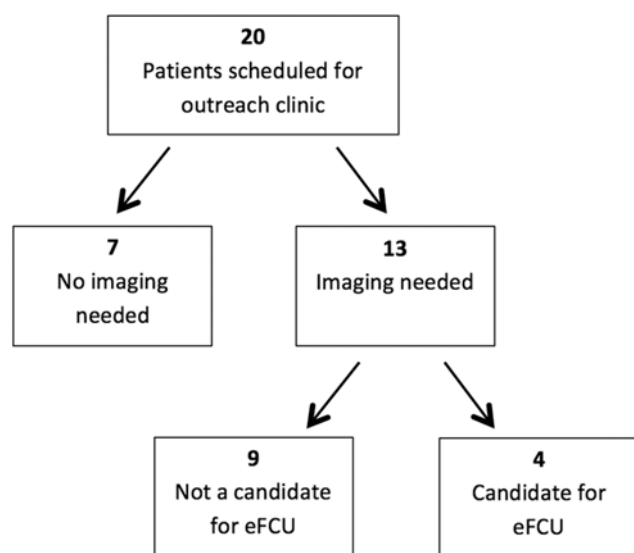 20
Patients scheduled for
outreach clinic
7
No imaging
needed
13
Imaging needed
9
Not a candidate
for eFCU
4
Candidate for
eFCU